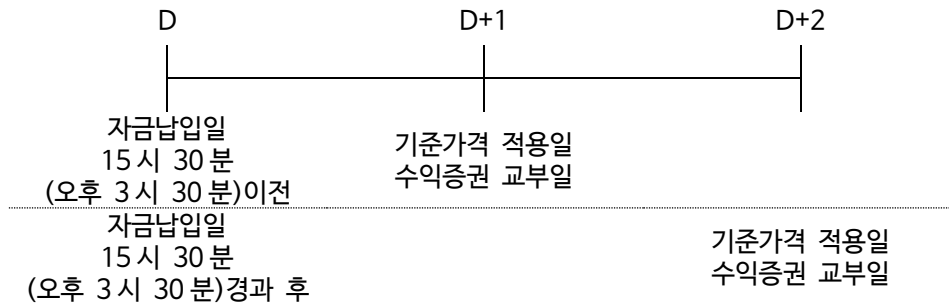 D D+1 D+2
자금납입일
15시 30분
(오후 3시 30분)이전
기준가격 적용일
수익증권 교부일
자금납입일
15시 30분
(오후 3시 30분)경과 후
기준가격 적용일
수익증권 교부일